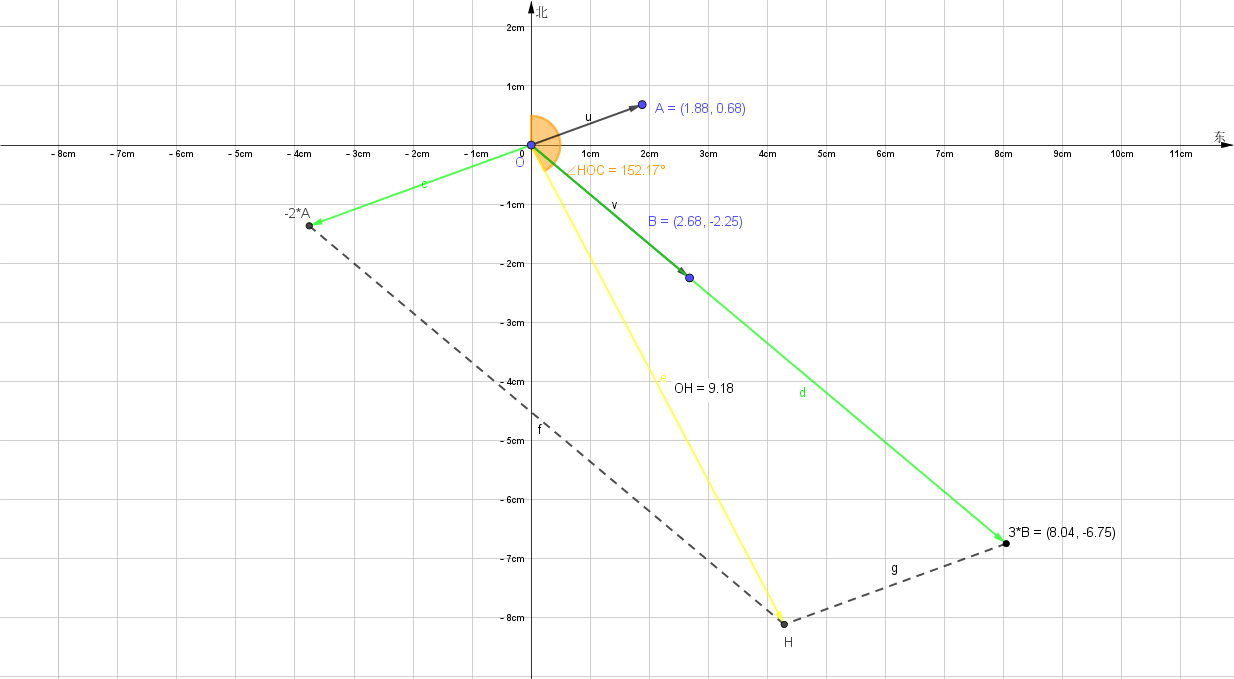 北
2cm
1cm
A = (1.88, 0.68)
u
东
-8cm -7cm -6cm -5cm -4cm -3cm -2cm -1cm 0 1cm 2cm 3cm 4cm 5cm 6cm 7cm 8cm 9cm 10cm 11cm
O
∠HOC = 152.17°
c
-1cm
v
-2*A
B = (2.68, -2.25)
-2cm
-3cm
-4cm
e
OH = 9.18
d
f
-5cm
-6cm
3*B = (8.04, -6.75)
-7cm
g
-8cm
H